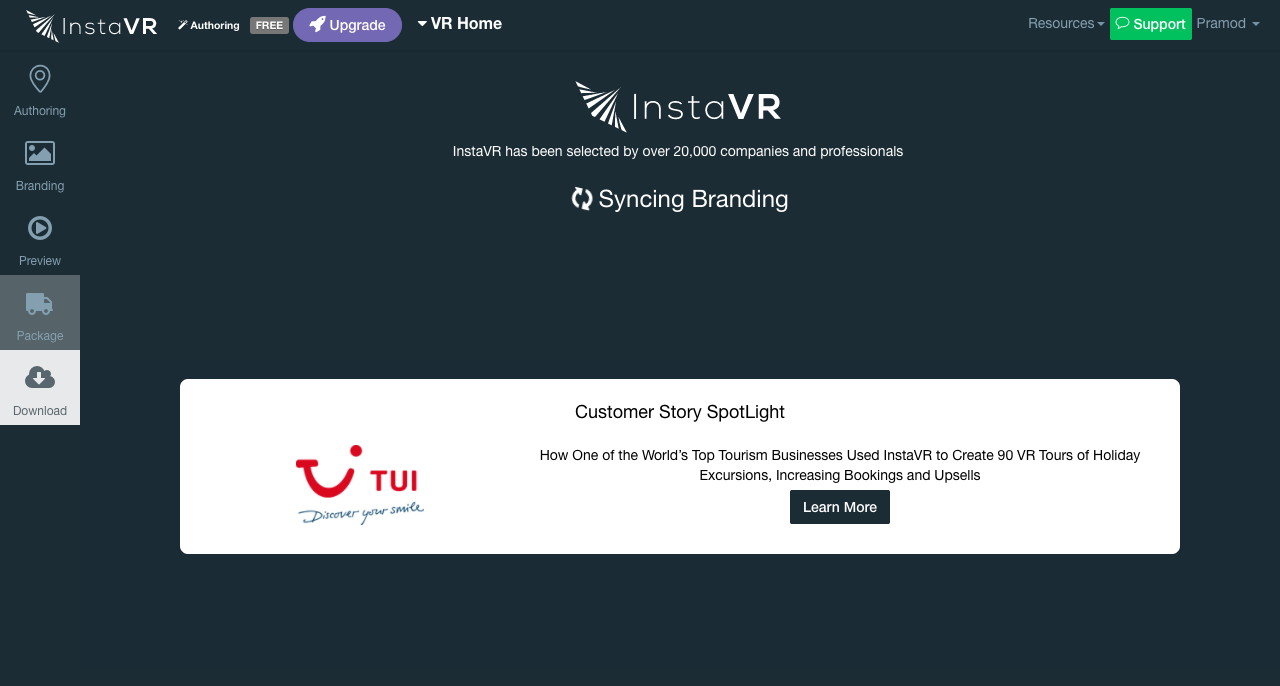 InstaVR
Authoring
FREE
Upgrade
VR Home
Resources
Support
Pramod
Authoring
Branding
Preview
Package
Download
InstaVR
InstaVR has been selected by over 20,000 companies and professionals
Syncing Branding
Customer Story SpotLight
TUI
Discover your smile
How One of the World’s Top Tourism Businesses Used InstaVR to Create 90 VR Tours of Holiday
Excursions, Increasing Bookings and Upsells
Learn More